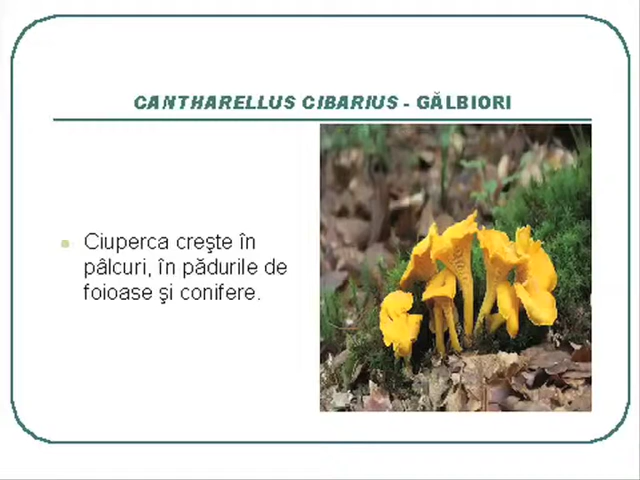 CANTHARELLUS CIBARIUS - GĂLBIORI
Ciuperca creşte în
pâlcuri, în pădurile de
foioase şi conifere.